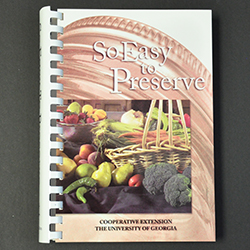 So Easy
to
Preserve
COOPERATIVE EXTENSION
THE UNIVERSITY OF GEORGIA